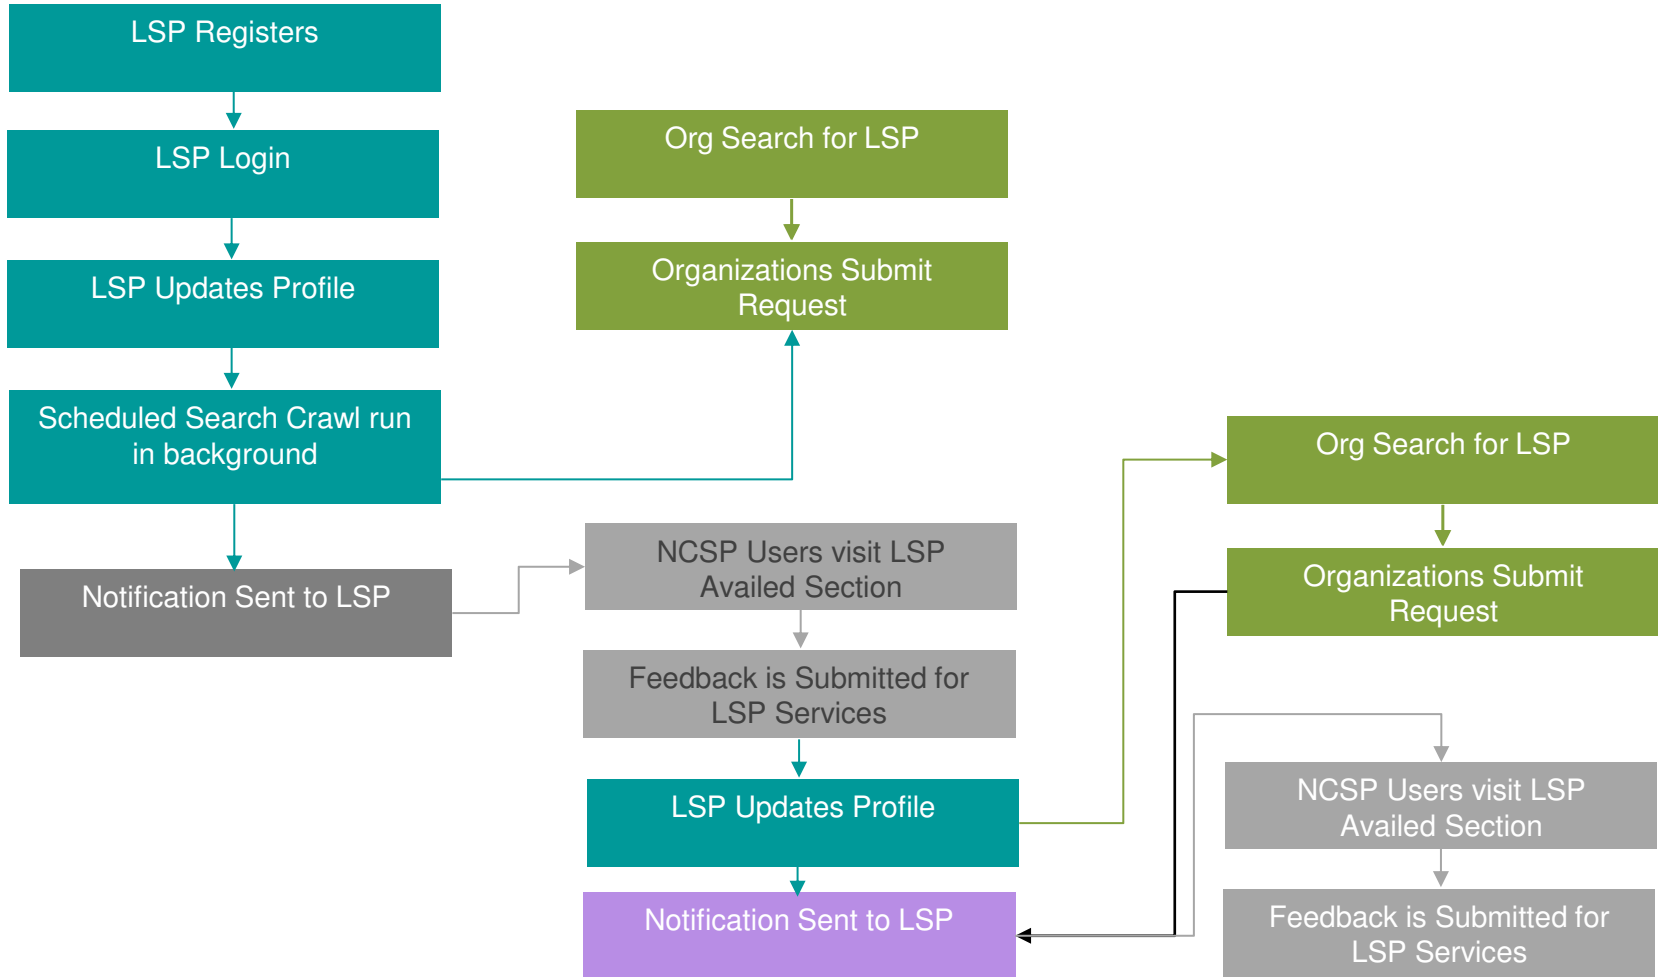 LSP Registers
LSP Login
LSP Updates Profile
Scheduled Search Crawl run
in background
Notification Sent to LSP
Org Search for LSP
Organizations Submit
Request
NCSP Users visit LSP
Availed Section
Feedback is Submitted for
LSP Services
LSP Updates Profile
Notification Sent to LSP
Org Search for LSP
Organizations Submit
Request
NCSP Users visit LSP
Availed Section
Feedback is Submitted for
LSP Services